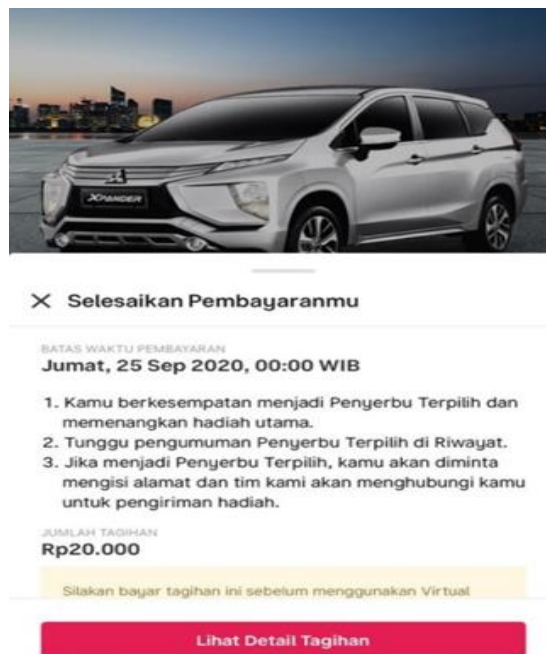 XPANDER
Selesaikan Pembayaranmu
BATAS WAKTU PEMBAYARAN
Jumat, 25 Sep 2020, 00:00 WIB
1. Kamu berkesempatan menjadi Penyerbu Terpilih dan
memenangkan hadiah utama.
2. Tunggu pengumuman Penyerbu Terpilih di Riwayat.
3. Jika menjadi Penyerbu Terpilih, kamu akan diminta
mengisi alamat dan tim kami akan menghubungi kamu
untuk pengiriman hadiah.
JUMLAH TAGIHAN
Rp20.000
Silakan bayar tagihan ini sebelum menggunakan Virtual
Lihat Detail Tagihan